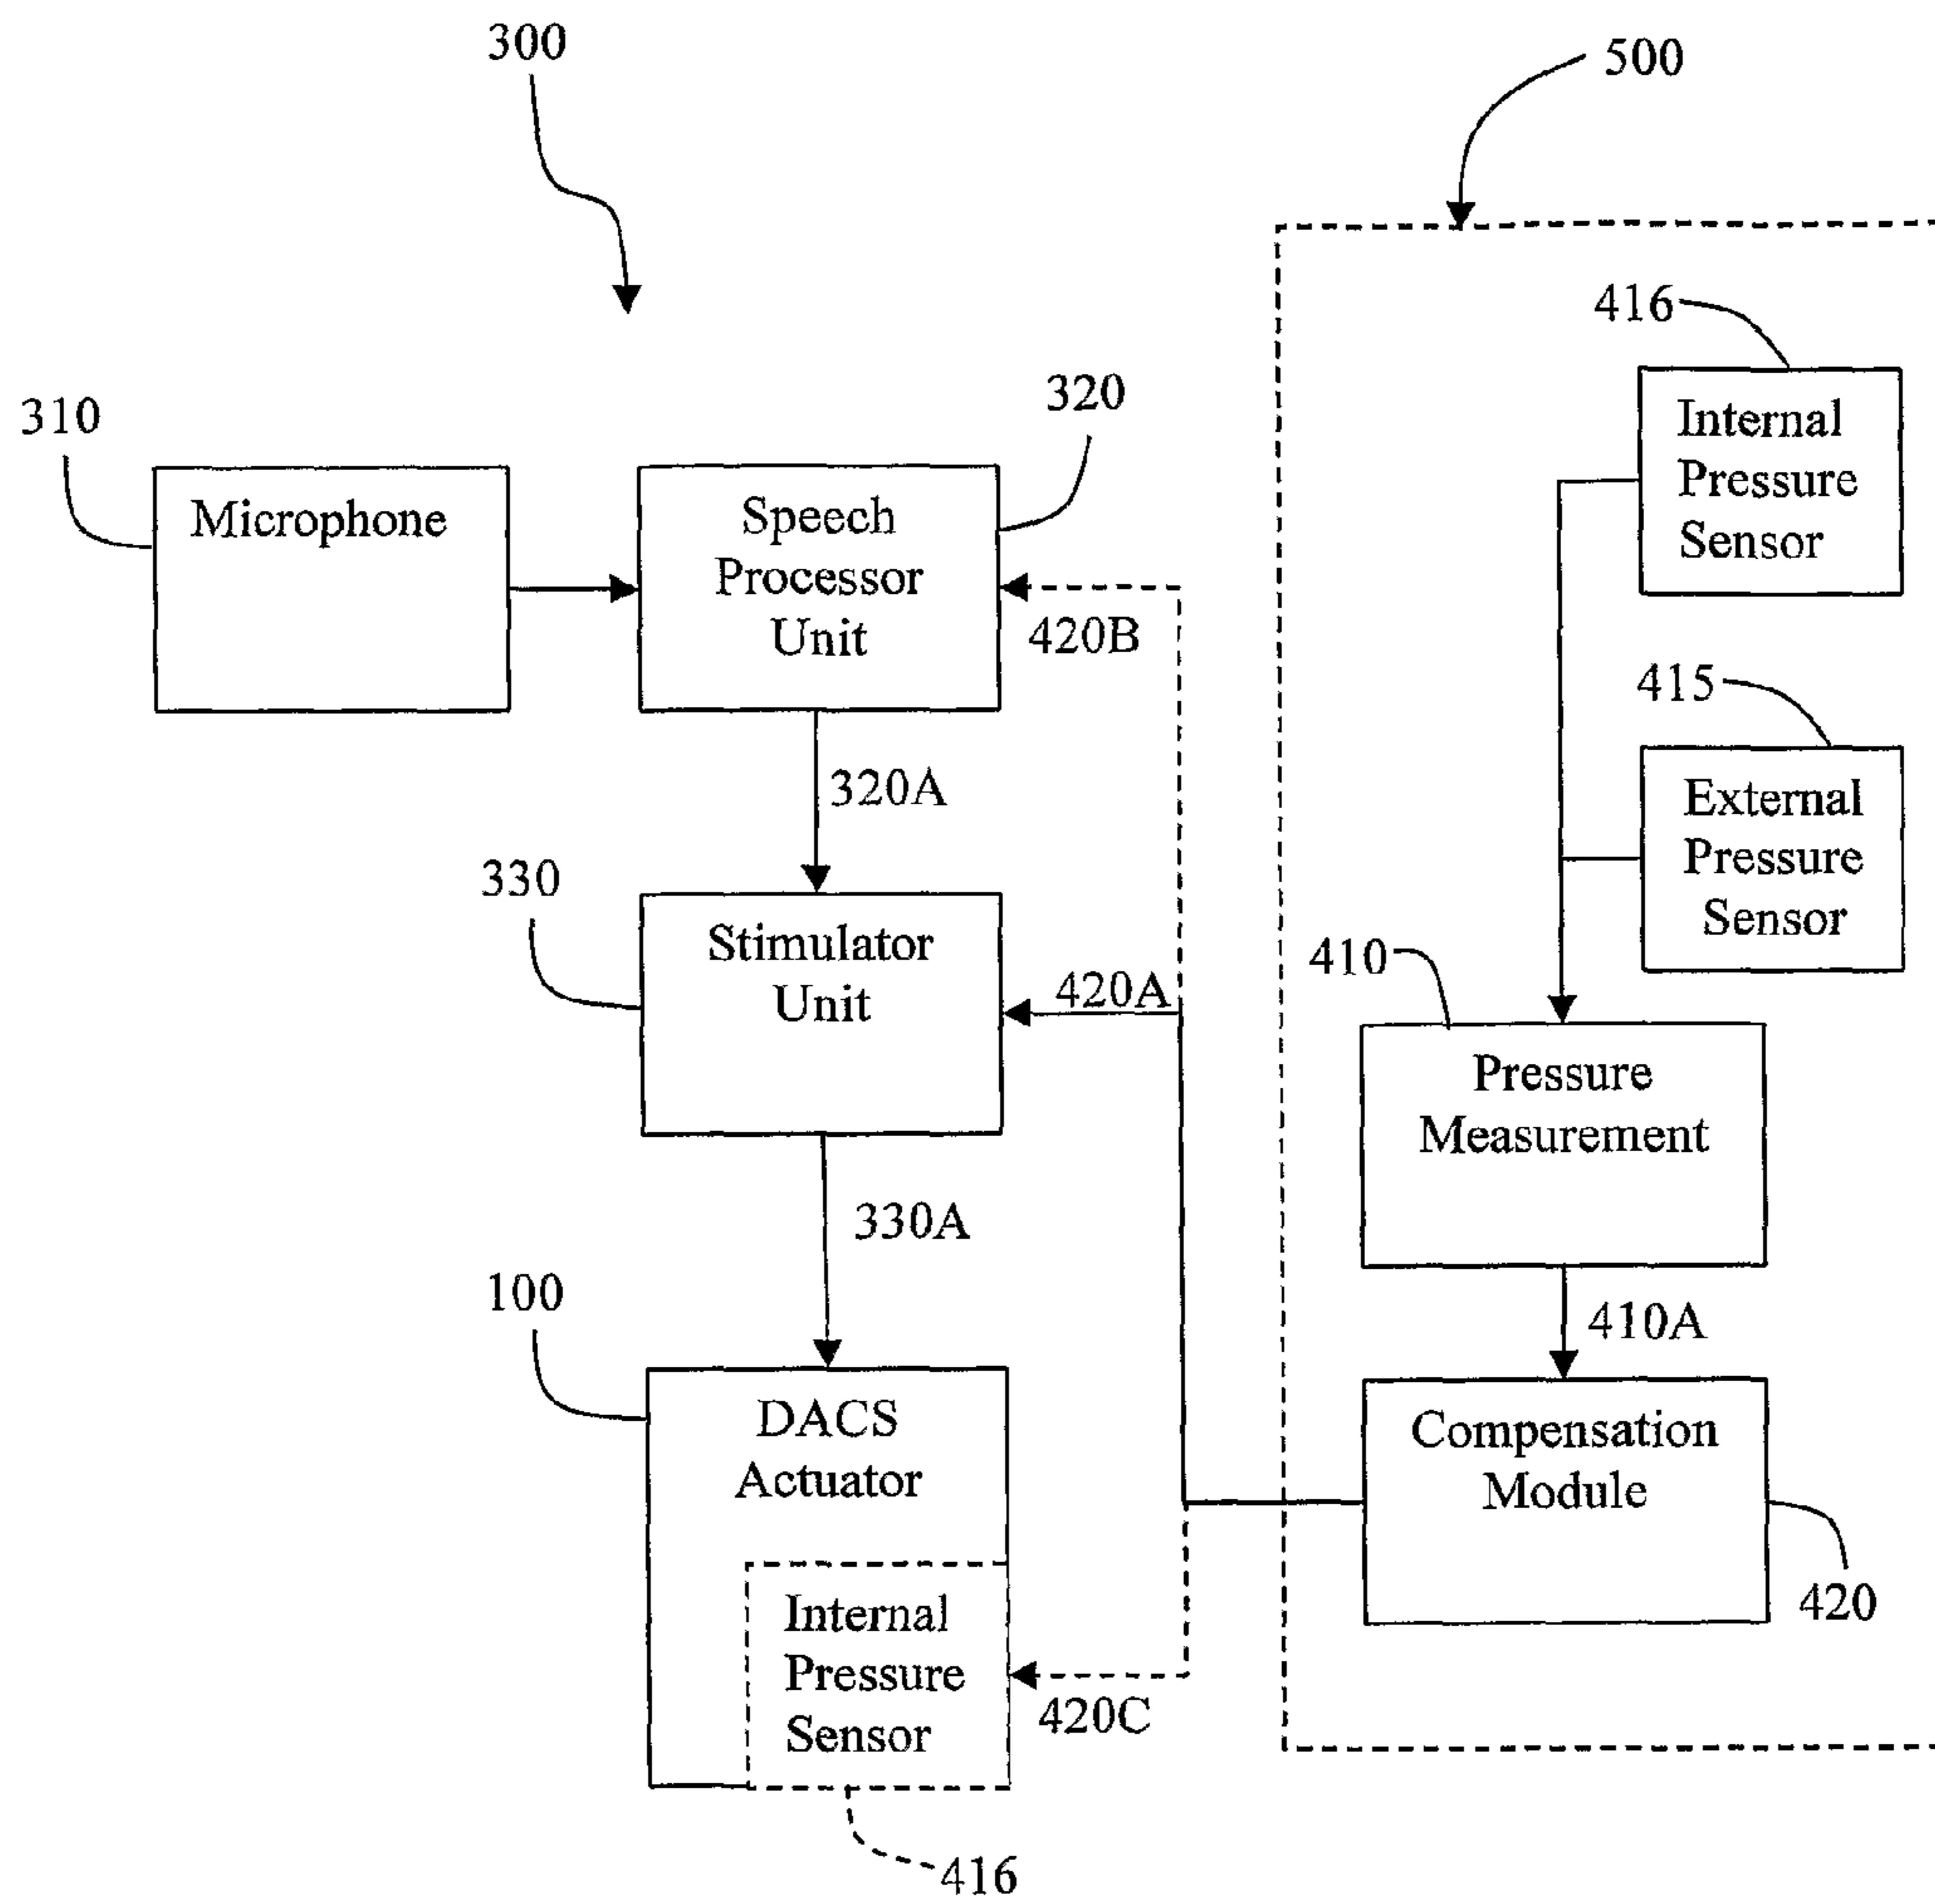 300
500
416
Internal
Pressure
Sensor
310
Microphone
320
Speech
Processor
Unit
420B
415
External
Pressure
Sensor
320A
330
Stimulator
Unit
420A
410
Pressure
Measurement
330A
410A
100
DACS
Actuator
Compensation
Module
420
Internal
Pressure
Sensor
420C
416